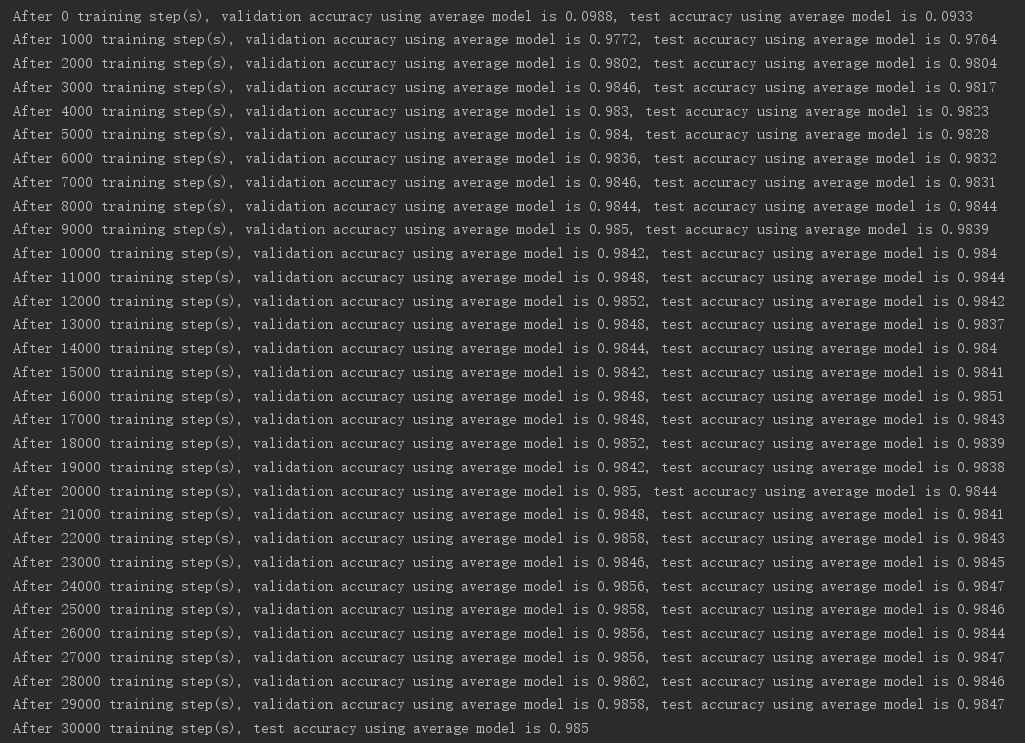 After 0 training step(s), validation accuracy using average model is 0.0988, test accuracy using average model is 0.0933
After 1000 training step(s), validation accuracy using average model is 0.9772, test accuracy using average model is 0.9764
After 2000 training step(s), validation accuracy using average model is 0.9802, test accuracy using average model is 0.9804
After 3000 training step(s), validation accuracy using average model is 0.9846, test accuracy using average model is 0.9817
After 4000 training step(s), validation accuracy using average model is 0.983, test accuracy using average model is 0.9823
After 5000 training step(s), validation accuracy using average model is 0.984, test accuracy using average model is 0.9828
After 6000 training step(s), validation accuracy using average model is 0.9836, test accuracy using average model is 0.9832
After 7000 training step(s), validation accuracy using average model is 0.9846, test accuracy using average model is 0.9831
After 8000 training step(s), validation accuracy using average model is 0.9844, test accuracy using average model is 0.9844
After 9000 training step(s), validation accuracy using average model is 0.985, test accuracy using average model is 0.9839
After 10000 training step(s), validation accuracy using average model is 0.9842, test accuracy using average model is 0.984
After 11000 training step(s), validation accuracy using average model is 0.9848, test accuracy using average model is 0.9844
After 12000 training step(s), validation accuracy using average model is 0.9852, test accuracy using average model is 0.9842
After 13000 training step(s), validation accuracy using average model is 0.9848, test accuracy using average model is 0.9837
After 14000 training step(s), validation accuracy using average model is 0.9844, test accuracy using average model is 0.984
After 15000 training step(s), validation accuracy using average model is 0.9842, test accuracy using average model is 0.9841
After 16000 training step(s), validation accuracy using average model is 0.9848, test accuracy using average model is 0.9851
After 17000 training step(s), validation accuracy using average model is 0.9848, test accuracy using average model is 0.9843
After 18000 training step(s), validation accuracy using average model is 0.9852, test accuracy using average model is 0.9839
After 19000 training step(s), validation accuracy using average model is 0.9842, test accuracy using average model is 0.9838
After 20000 training step(s), validation accuracy using average model is 0.985, test accuracy using average model is 0.9844
After 21000 training step(s), validation accuracy using average model is 0.9848, test accuracy using average model is 0.9841
After 22000 training step(s), validation accuracy using average model is 0.9858, test accuracy using average model is 0.9843
After 23000 training step(s), validation accuracy using average model is 0.9846, test accuracy using average model is 0.9845
After 24000 training step(s), validation accuracy using average model is 0.9856, test accuracy using average model is 0.9847
After 25000 training step(s), validation accuracy using average model is 0.9858, test accuracy using average model is 0.9846
After 26000 training step(s), validation accuracy using average model is 0.9856, test accuracy using average model is 0.9844
After 27000 training step(s), validation accuracy using average model is 0.9856, test accuracy using average model is 0.9847
After 28000 training step(s), validation accuracy using average model is 0.9862, test accuracy using average model is 0.9846
After 29000 training step(s), validation accuracy using average model is 0.9858, test accuracy using average model is 0.9847
After 30000 training step(s), test accuracy using average model is 0.985